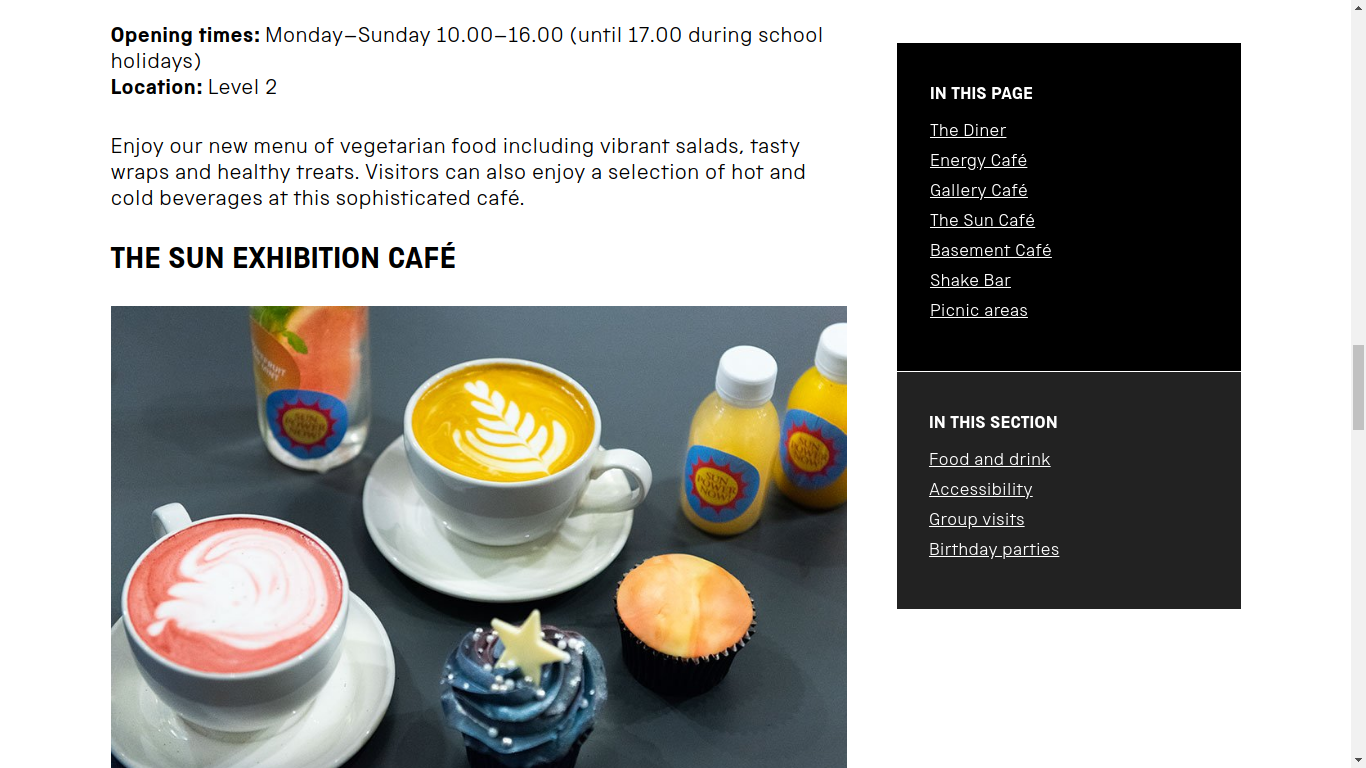 Opening times: Monday–Sunday 10.00–16.00 (until 17.00 during school
holidays)
Location: Level 2
Enjoy our new menu of vegetarian food including vibrant salads, tasty
wraps and healthy treats. Visitors can also enjoy a selection of hot and
cold beverages at this sophisticated café.
THE SUN EXHIBITION CAFÉ
SUN
POWER
NOW!
SUN
POWER
NOW!
SUN
POWER
NOW!
IN THIS PAGE
The Diner
Energy Café
Gallery Café
The Sun Café
Basement Café
Shake Bar
Picnic areas
IN THIS SECTION
Food and drink
Accessibility
Group visits
Birthday parties